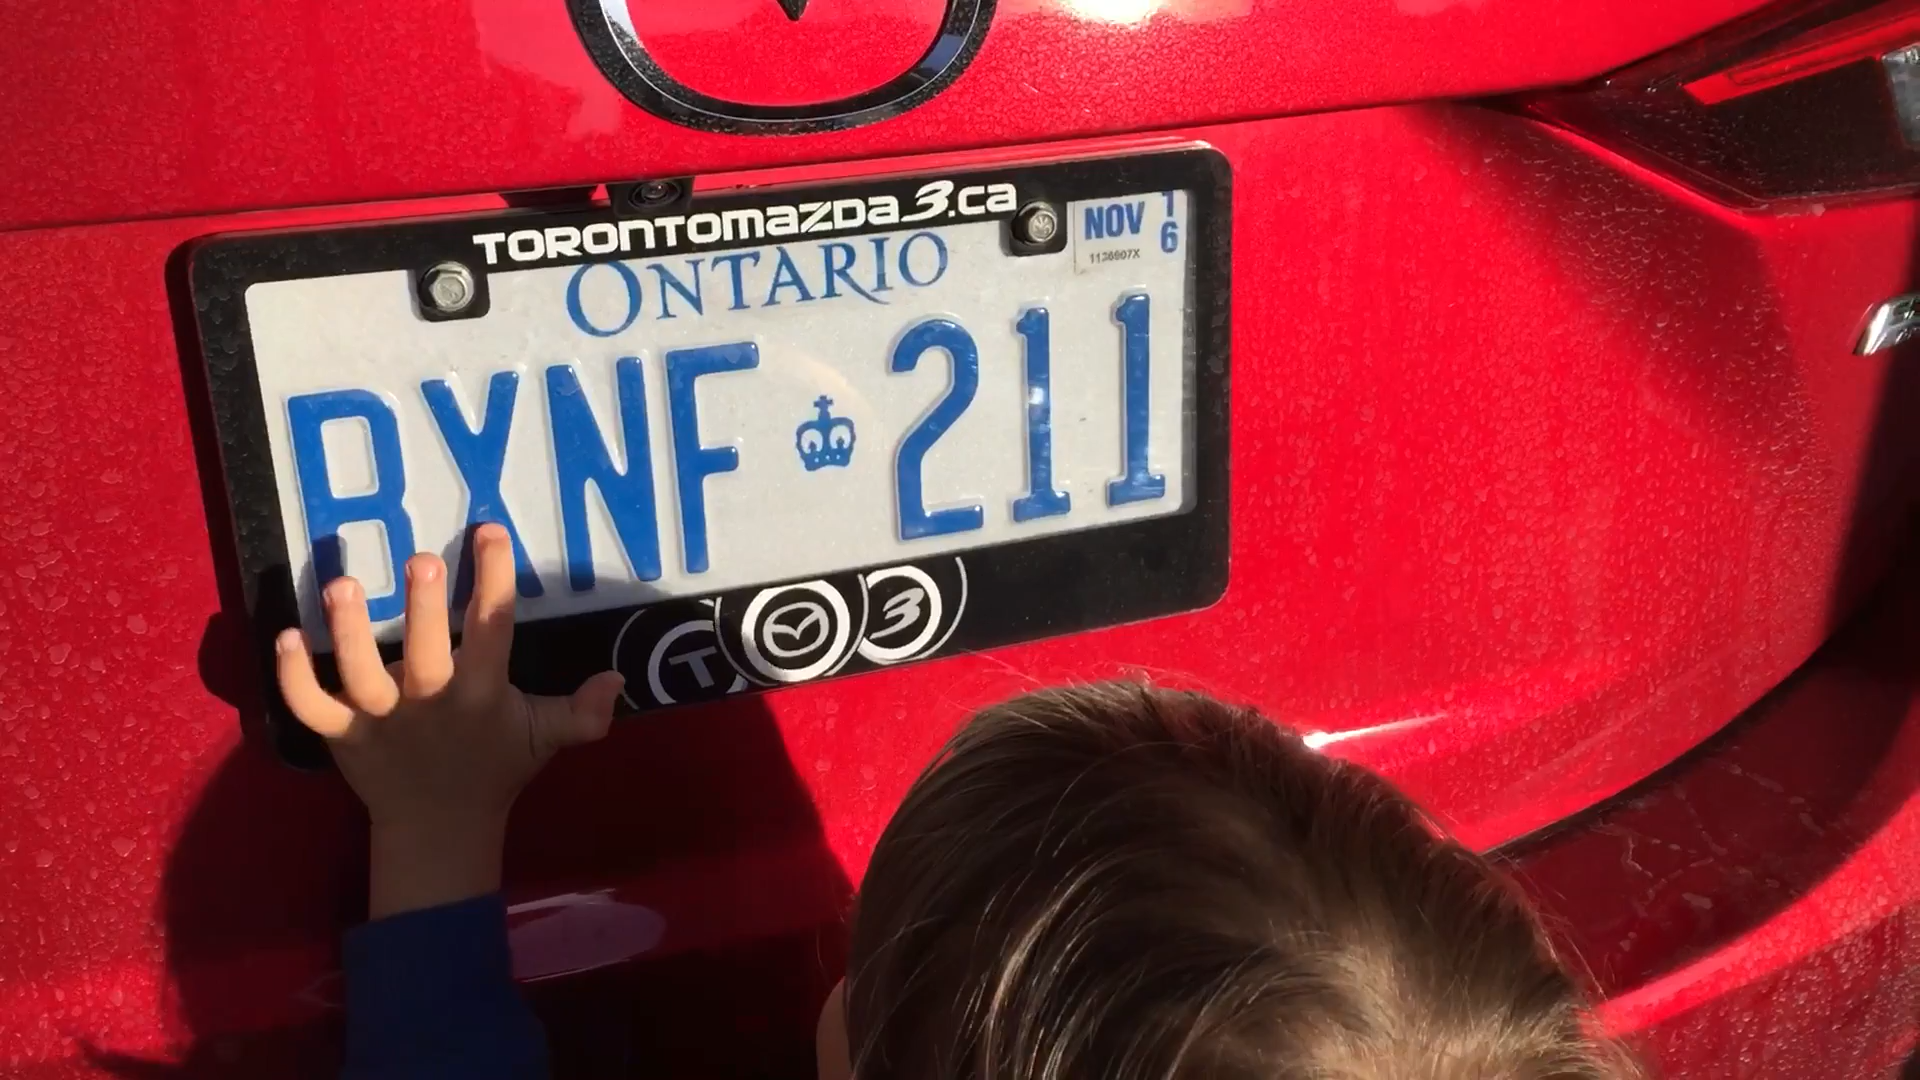 TORONTOMAZDA3.ca
ONTARIO
NOV 16
BXNF 211
T 3